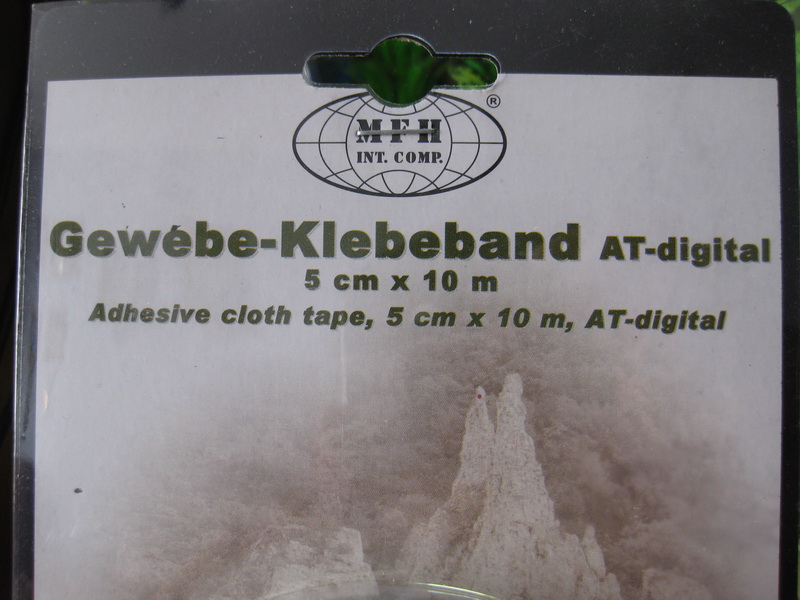 ®
MFH
INT. COMP.
Gewebe-Klebeband AT-digital
5 cm x 10 m
Adhesive cloth tape, 5 cm x 10 m, AT-digital